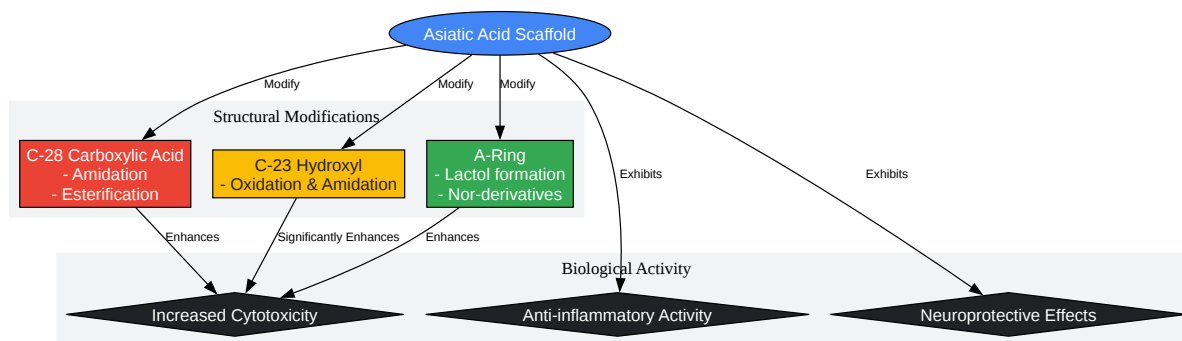 Asiatic Acid Scaffold
Modify
Modify
Modify
Structural Modifications
C-28 Carboxylic Acid
- Amidation
- Esterification
C-23 Hydroxyl
- Oxidation & Amidation
A-Ring
- Lactol formation
- Nor-derivatives
Exhibits
Exhibits
Enhances
Significantly Enhances
Enhances
Biological Activity
Increased Cytotoxicity
Anti-inflammatory Activity
Neuroprotective Effects